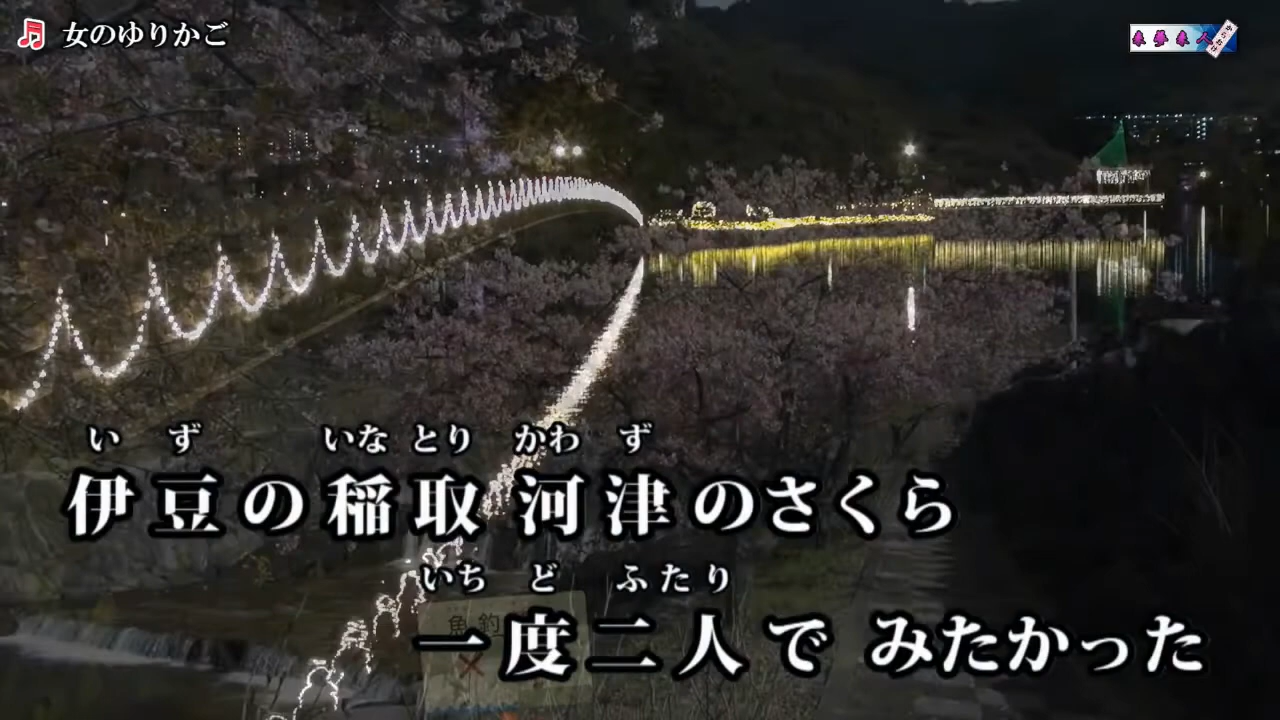 女のゆりかご
い ず いな とり かわ ず
伊豆の稲取 河津のさくら
いち ど ふたり
一度二人で みたかった
魚釣